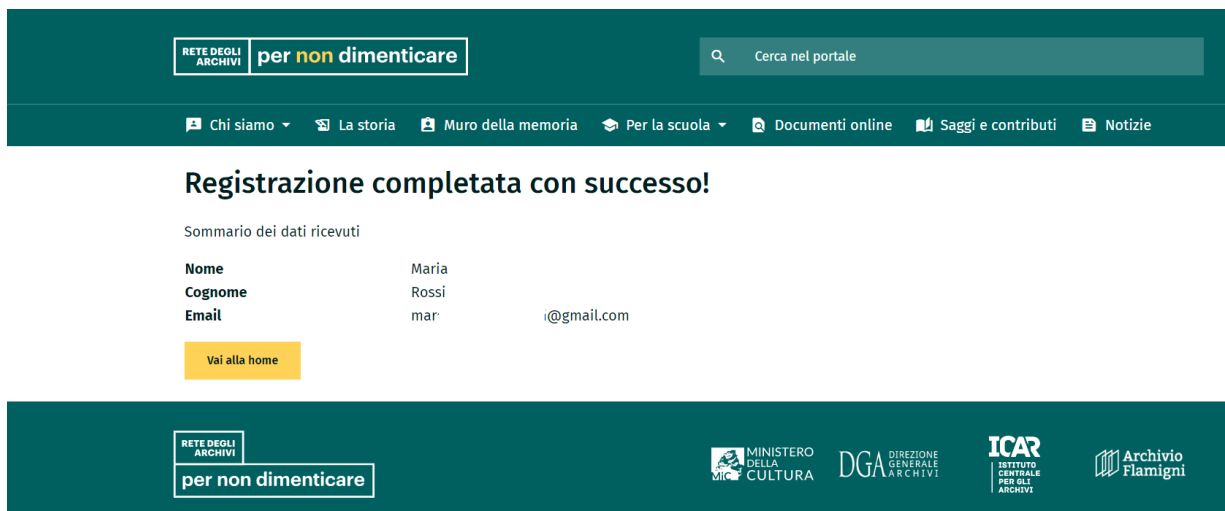 RETE DEGLI
ARCHIVI
per non dimenticare
Cerca nel portale
Chi siamo La storia Muro della memoria Per la scuola Documenti online Saggi e contributi Notizie
Registrazione completata con successo!
Sommario dei dati ricevuti
Nome Maria
Cognome Rossi
Email mar @gmail.com
Vai alla home
RETE DEGLI
ARCHIVI
per non dimenticare
MiC MINISTERO
DELLA
CULTURA
DGA DIREZIONE
GENERALE
ARCHIVI
ICAR
ISTITUTO
CENTRALE
PER GLI
ARCHIVI
Archivio
Flamigni